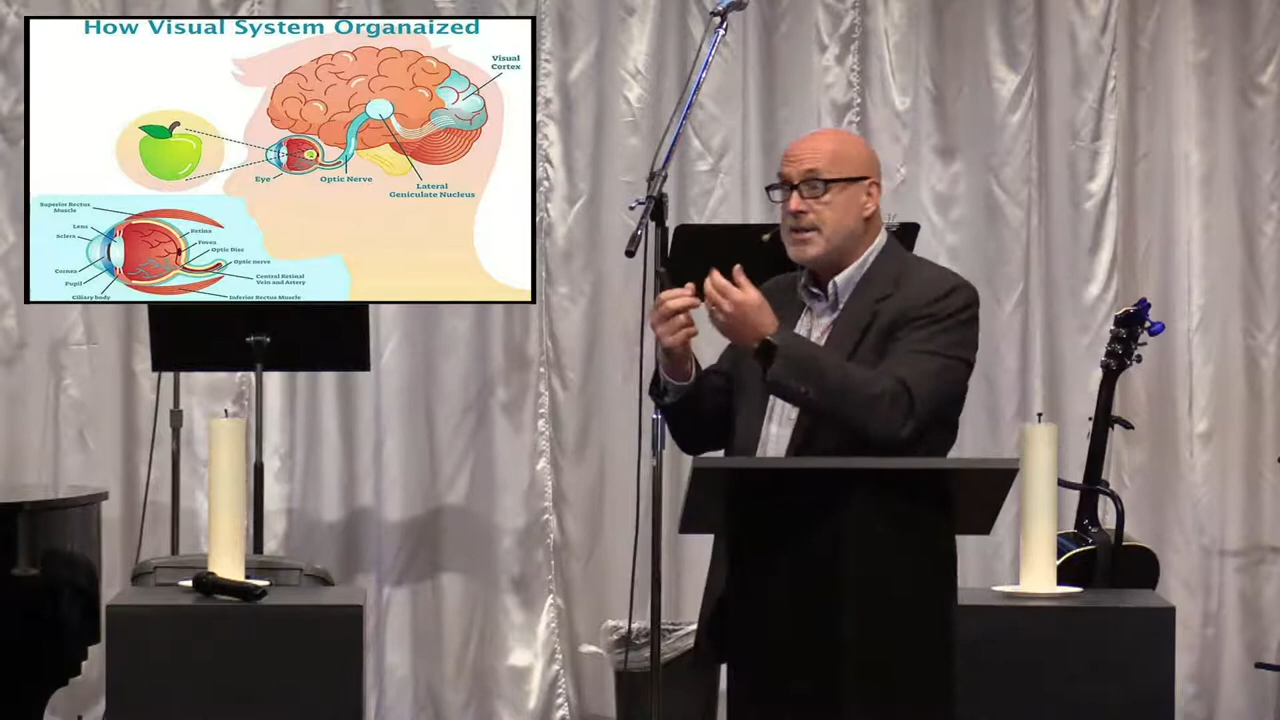 How Visual System Organaized
Visual
Cortex
Eye
Optic Nerve
Lateral
Geniculate Nucleus
Superior Rectus
Muscle
Lens
Sclera
Cornea
Pupil
Ciliary body
Retina
Fovea
Optic Disc
Optic nerve
Central Retinal
Vein and Artery
Inferior Rectus Muscle